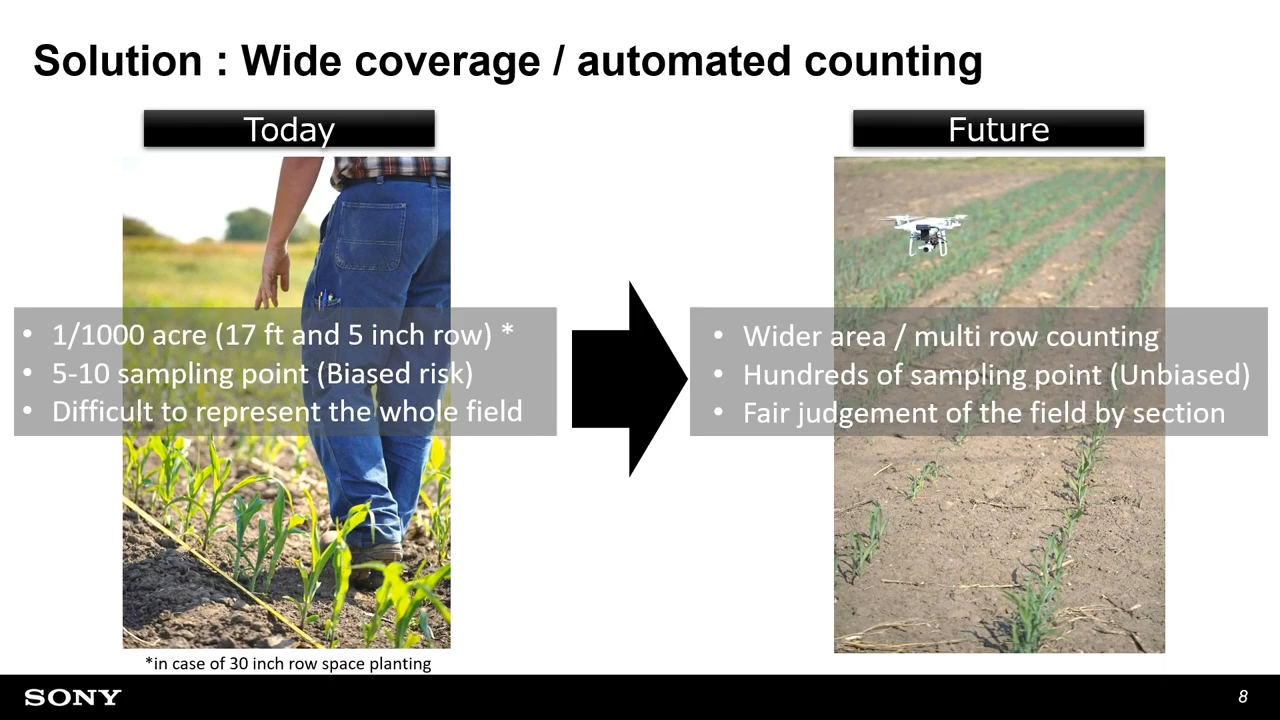 Solution : Wide coverage / automated counting
Today
Future
• 1/1000 acre (17 ft and 5 inch row) *
• 5-10 sampling point (Biased risk)
• Difficult to represent the whole field
• Wider area / multi row counting
• Hundreds of sampling point (Unbiased)
• Fair judgement of the field by section
*in case of 30 inch row space planting
SONY
8